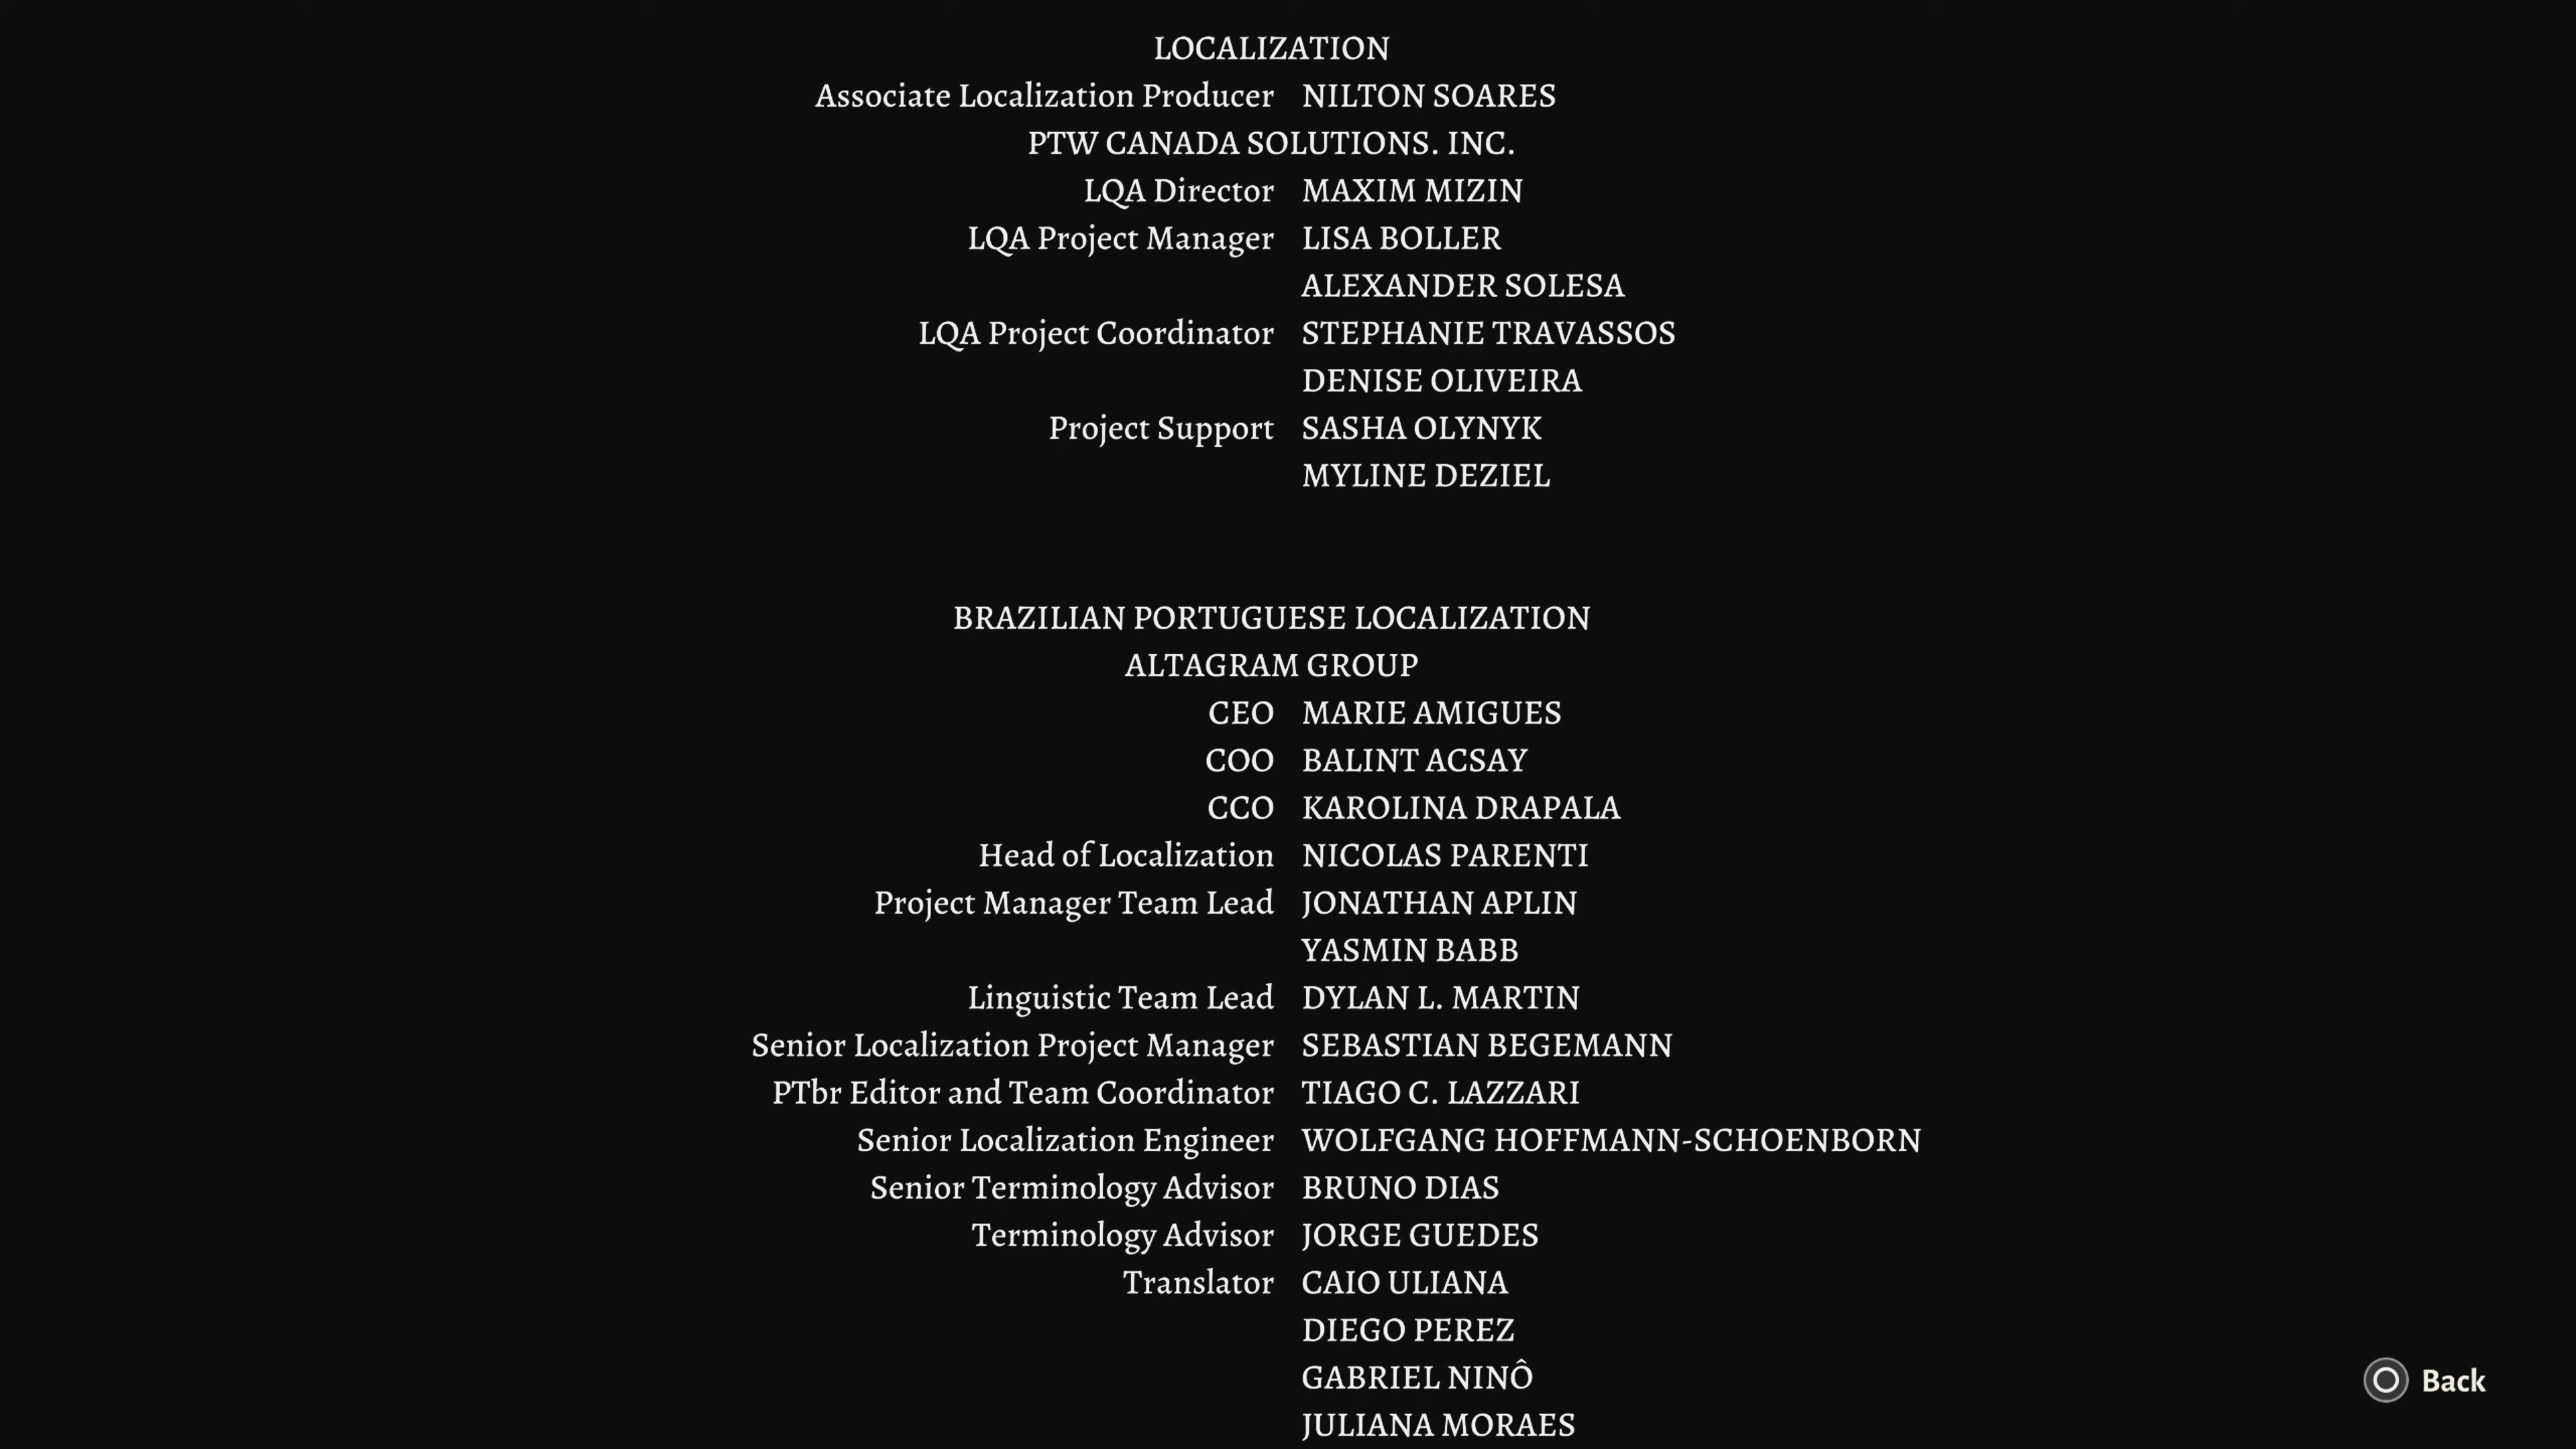 LOCALIZATION
Associate Localization Producer NILTON SOARES
PTW CANADA SOLUTIONS. INC.
LQA Director MAXIM MIZIN
LQA Project Manager LISA BOLLER
ALEXANDER SOLESA
LQA Project Coordinator STEPHANIE TRAVASSOS
DENISE OLIVEIRA
Project Support SASHA OLYNYK
MYLINE DEZIEL
BRAZILIAN PORTUGUESE LOCALIZATION
ALTAGRAM GROUP
CEO MARIE AMIGUES
COO BALINT ACSAY
CCO KAROLINA DRAPALA
Head of Localization NICOLAS PARENTI
Project Manager Team Lead JONATHAN APLIN
YASMIN BABB
Linguistic Team Lead DYLAN L. MARTIN
Senior Localization Project Manager SEBASTIAN BEGEMANN
PTbr Editor and Team Coordinator TIAGO C. LAZZARI
Senior Localization Engineer WOLFGANG HOFFMANN-SCHOENBORN
Senior Terminology Advisor BRUNO DIAS
Terminology Advisor JORGE GUEDES
Translator CAIO ULIANA
DIEGO PEREZ
GABRIEL NINÔ
JULIANA MORAES
Back